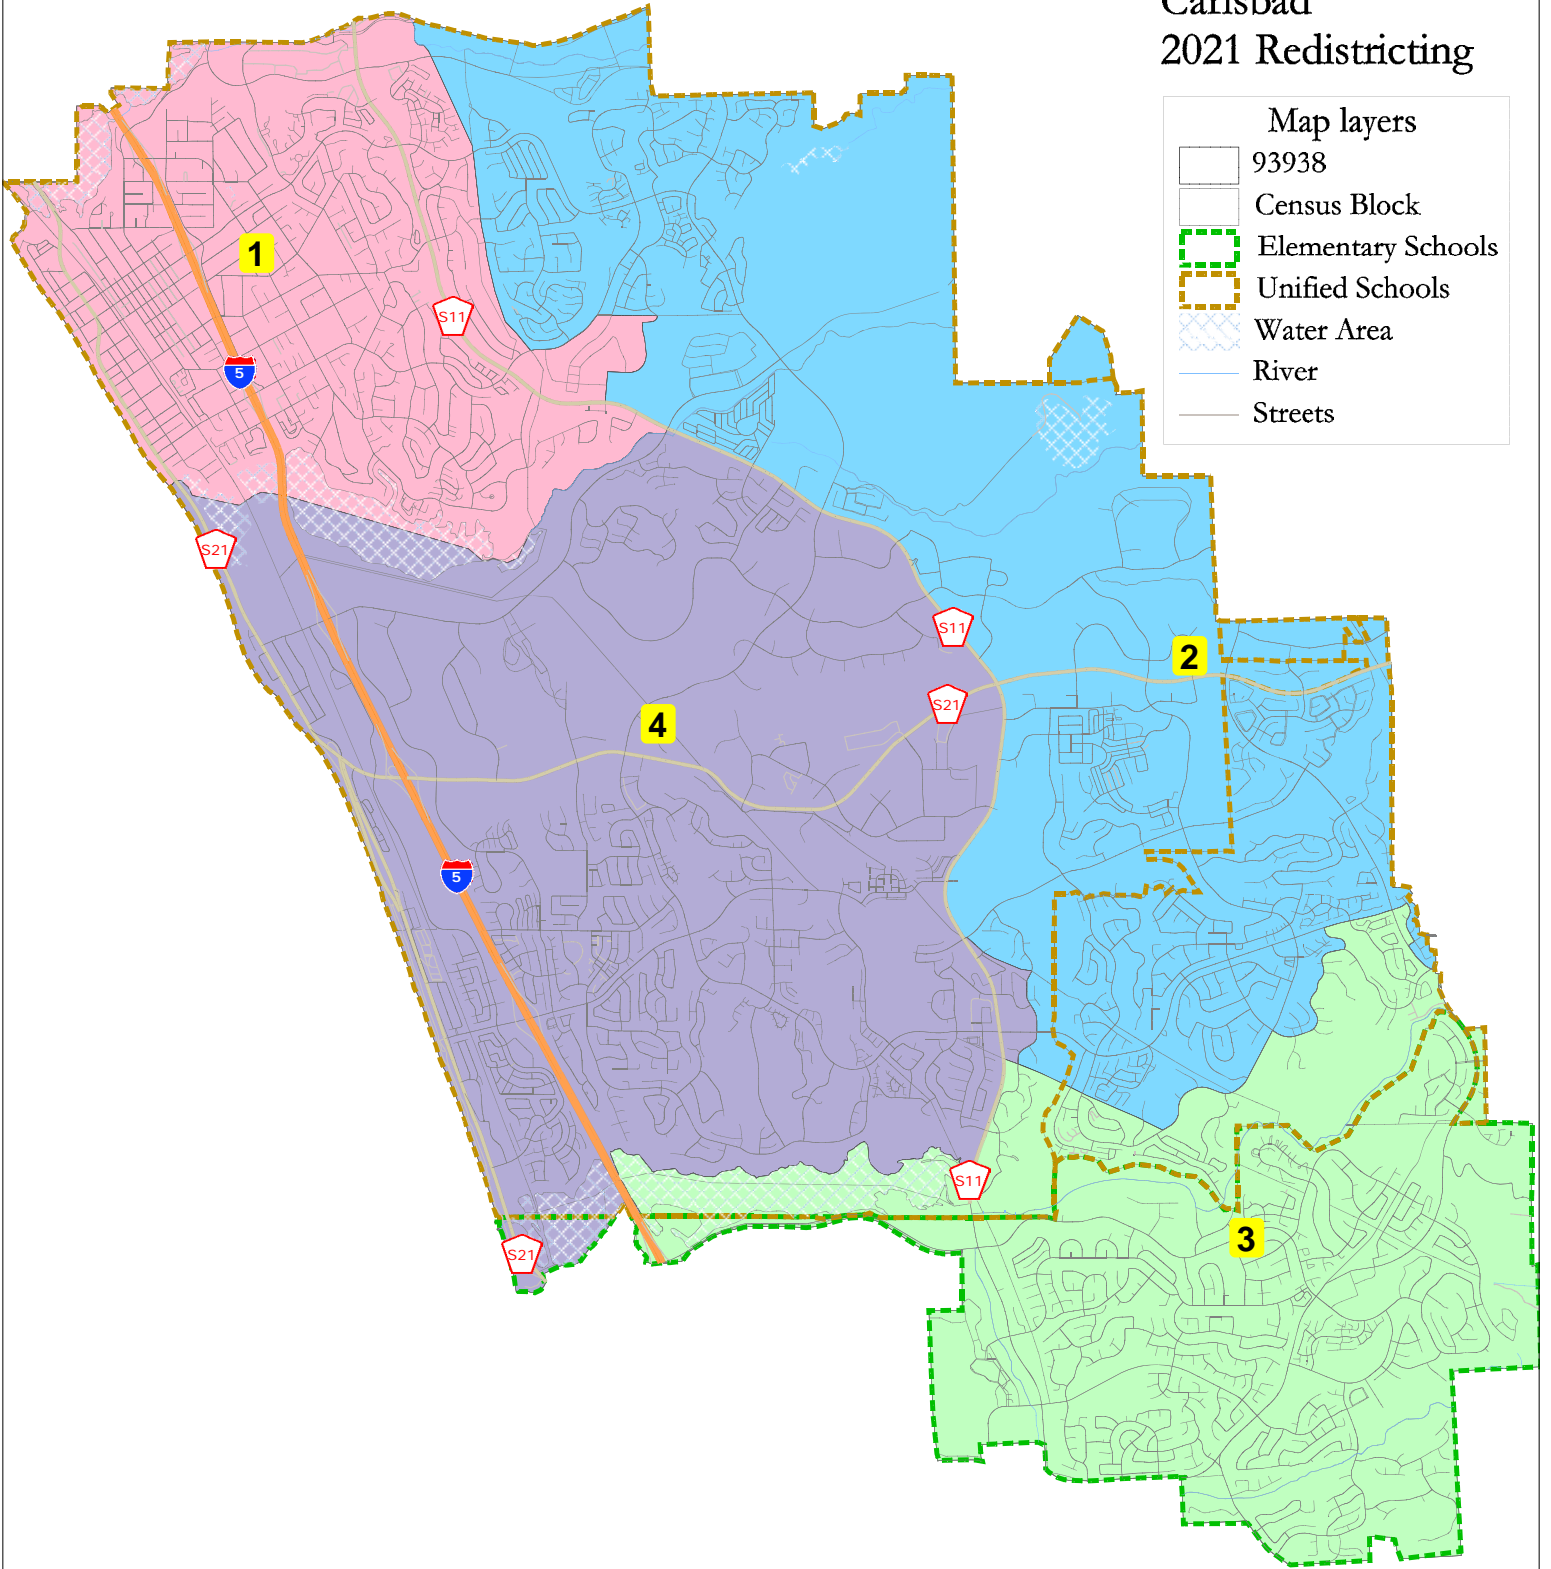 Carlsbad
2021 Redistricting
Map layers
93938
Census Block
Elementary Schools
Unified Schools
Water Area
River
Streets
1
S11
5
S21
S11
2
S21
4
5
S11
3
S21